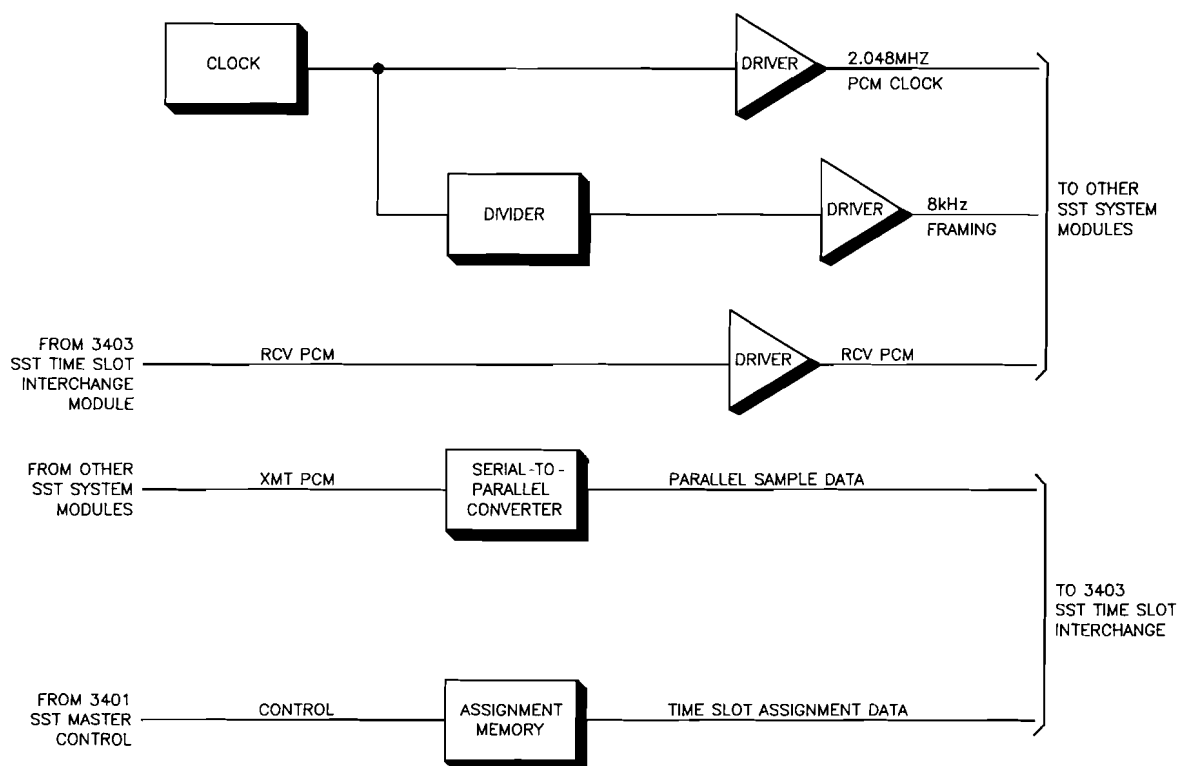 CLOCK
DRIVER
2.048MHZ
PCM CLOCK
DIVIDER
DRIVER
8kHz
FRAMING
TO OTHER
SST SYSTEM
MODULES
FROM 3403
SST TIME SLOT
INTERCHANGE
MODULE
RCV PCM
DRIVER
RCV PCM
FROM OTHER
SST SYSTEM
MODULES
XMT PCM
SERIAL-TO-
PARALLEL
CONVERTER
PARALLEL SAMPLE DATA
TO 3403
SST TIME SLOT
INTERCHANGE
FROM 3401
SST MASTER
CONTROL
CONTROL
ASSIGNMENT
MEMORY
TIME SLOT ASSIGNMENT DATA